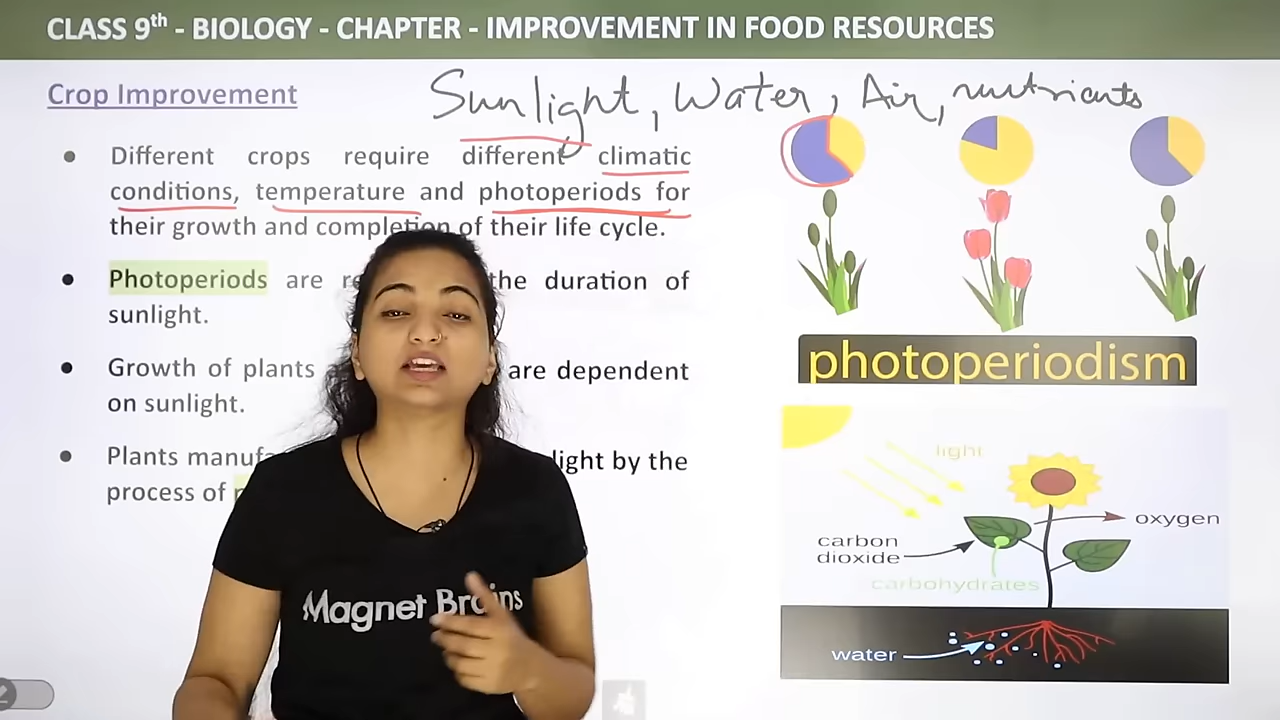 CLASS 9th - BIOLOGY - CHAPTER - IMPROVEMENT IN FOOD RESOURCES
Crop Improvement
Sunlight, Water, Air, nutrients
Different crops require different climatic
conditions, temperature and photoperiods for
their growth and completion of their life cycle.
Photoperiods are the duration of
sunlight.
Growth of plants are dependent
on sunlight.
Plants light by the
process of
photoperiodism
light
oxygen
carbon
dioxide
carbohydrates
water
Magnet Brains